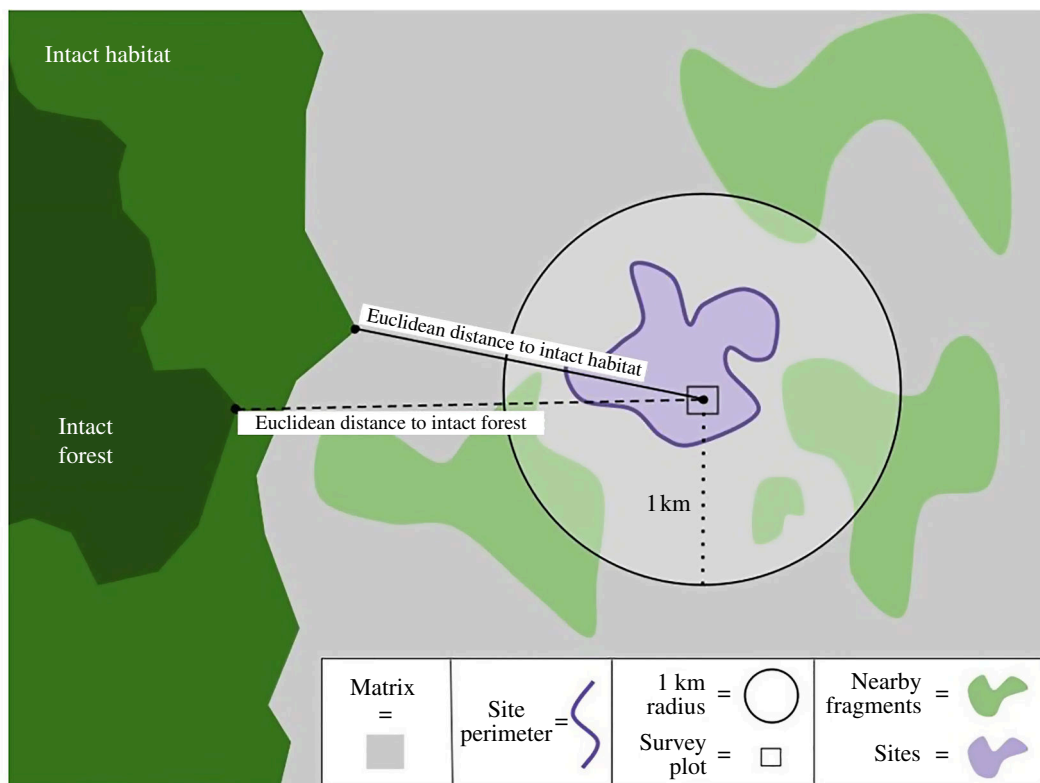 Intact habitat
Euclidean distance to intact habitat
Euclidean distance to intact forest
Intact
forest
1 km
Matrix
=
Site
perimeter =
1 km
radius =
Survey
plot =
Nearby
fragments =
Sites =